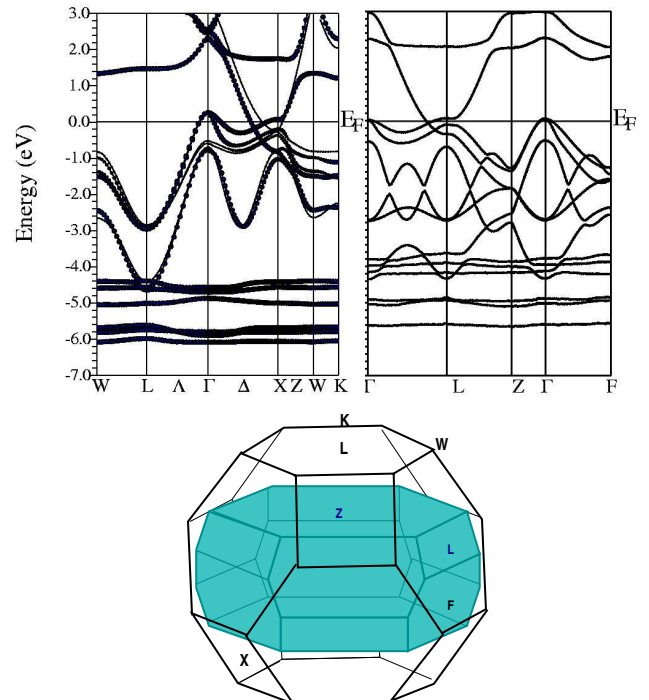 3.0
2.0
1.0
0.0
-1.0
-2.0
-3.0
-4.0
-5.0
-6.0
-7.0
Energy (eV)
W L Λ Γ Δ X Z W K
EF
Γ L Z Γ F
EF
K
L
W
Z
L
F
X